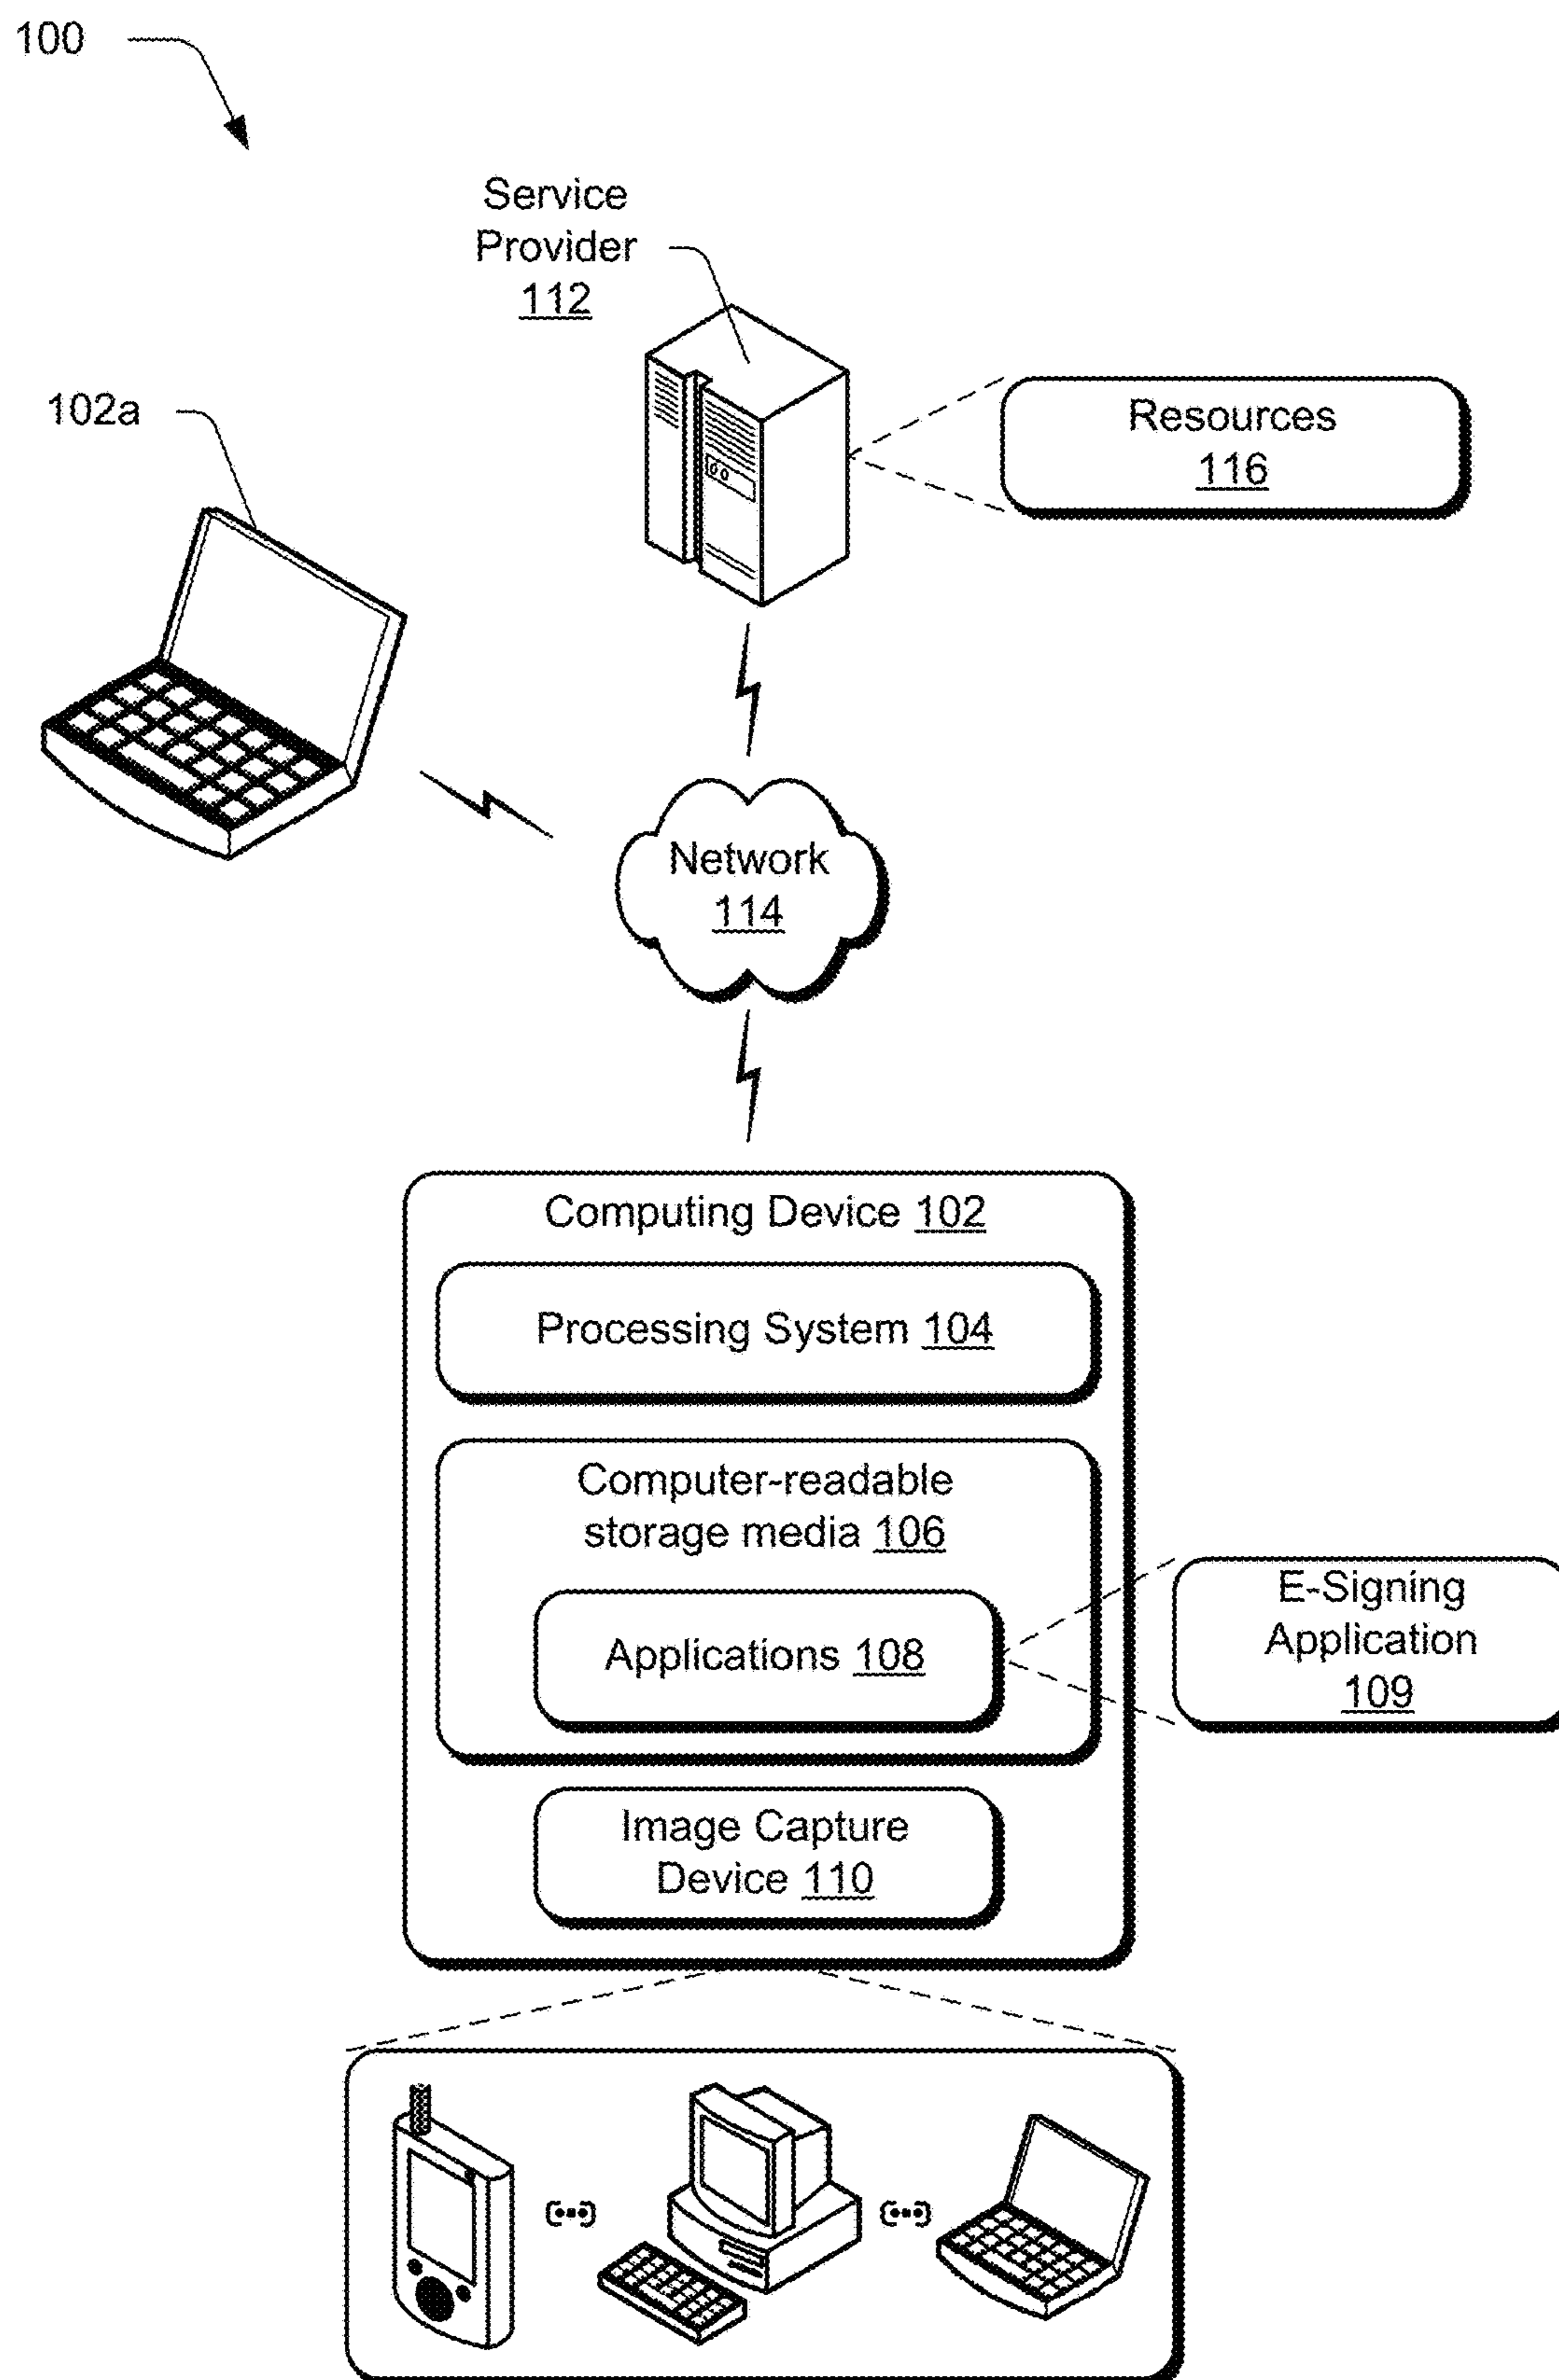 100
Service
Provider
112
102a
Resources
116
Network
114
Computing Device 102
Processing System 104
Computer-readable
storage media 106
Applications 108
E-Signing
Application
109
Image Capture
Device 110